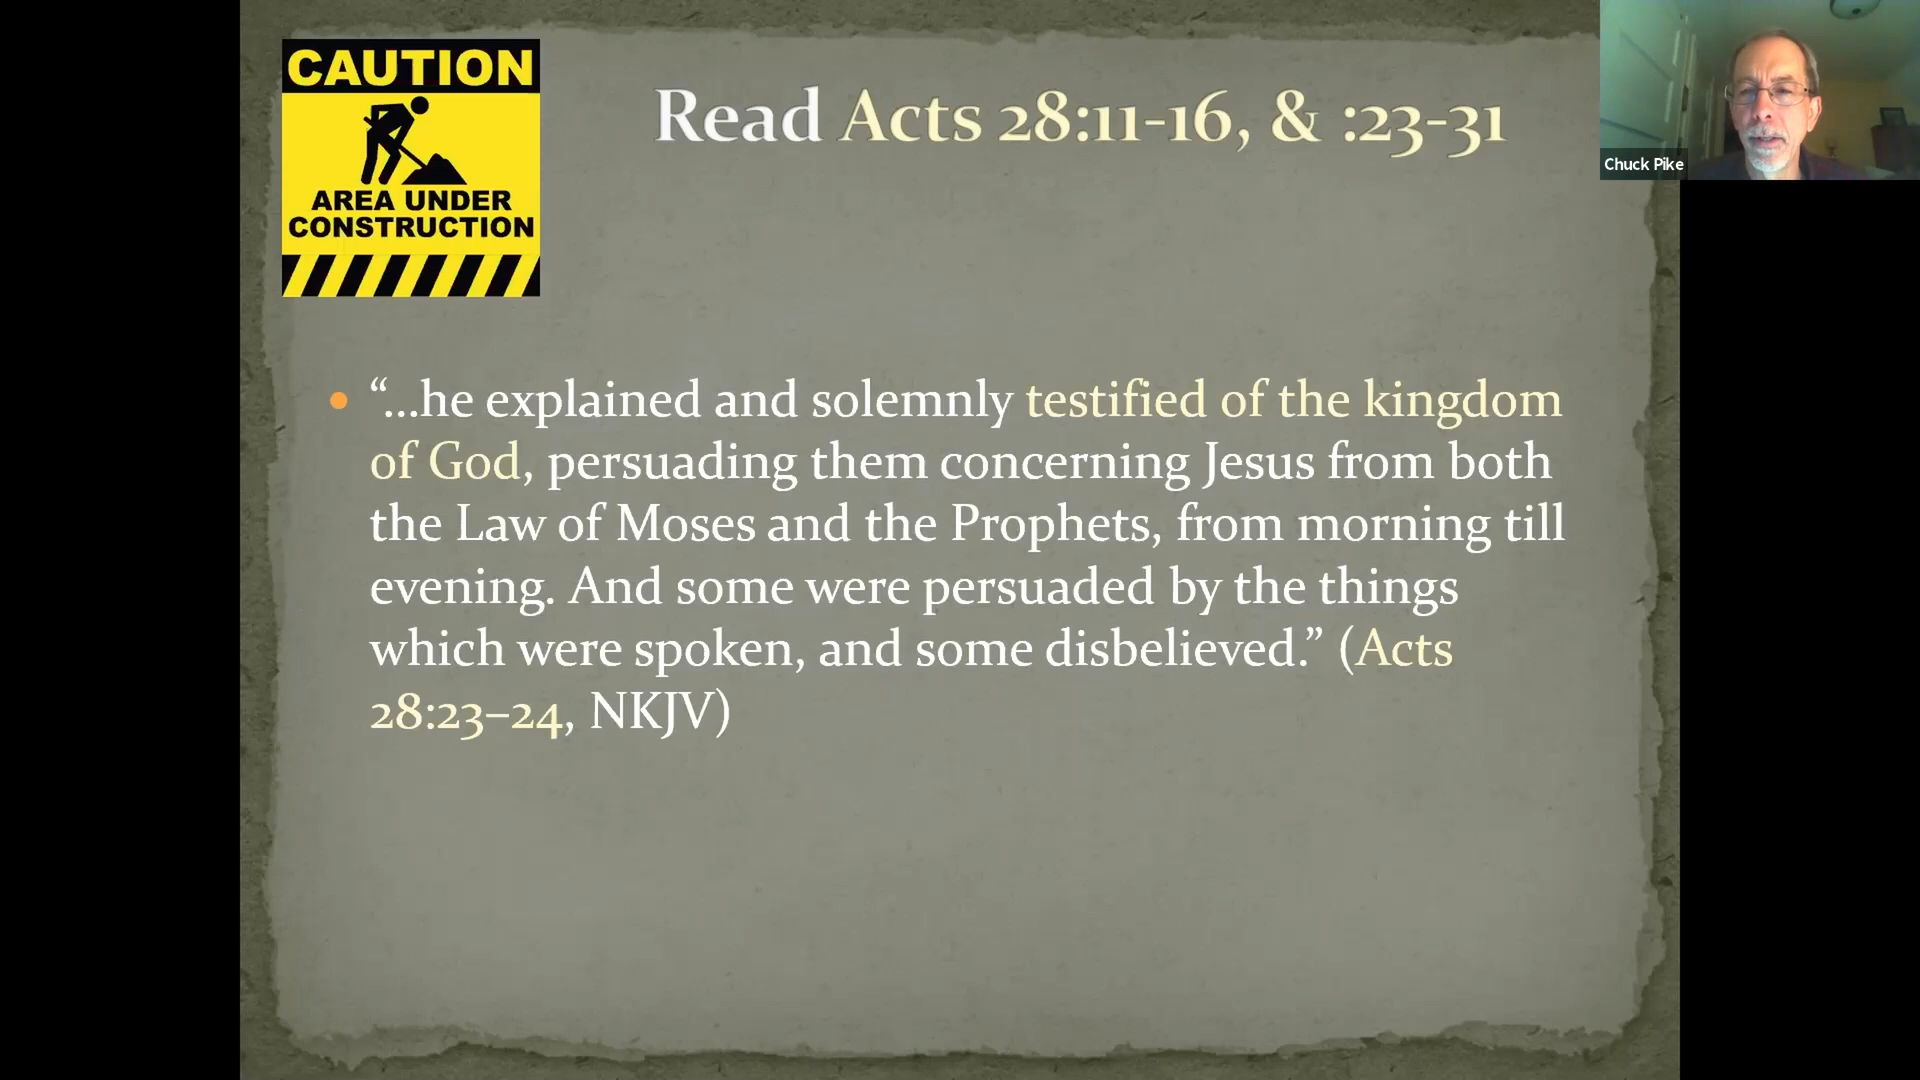 CAUTION
AREA UNDER
CONSTRUCTION
Read Acts 28:11-16, & :23-31
Chuck Pike
“...he explained and solemnly testified of the kingdom
of God, persuading them concerning Jesus from both
the Law of Moses and the Prophets, from morning till
evening. And some were persuaded by the things
which were spoken, and some disbelieved.” (Acts
28:23–24, NKJV)